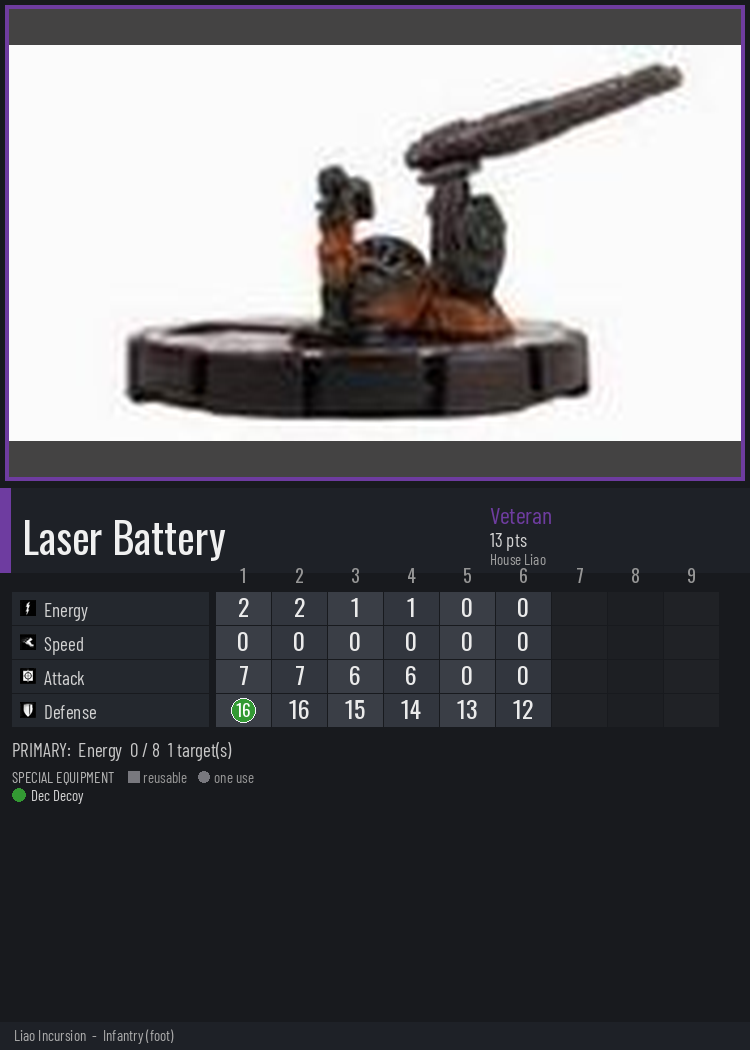 Laser Battery
Veteran
13 pts
House Liao
1 2 3 4 5 6 7 8 9
Energy 2 2 1 1 0 0
Speed 0 0 0 0 0 0
Attack 7 7 6 6 0 0
Defense 16 16 15 14 13 12
PRIMARY: Energy 0 / 8 1 target(s)
SPECIAL EQUIPMENT reusable one use
Dec Decoy
Liao Incursion - Infantry (foot)